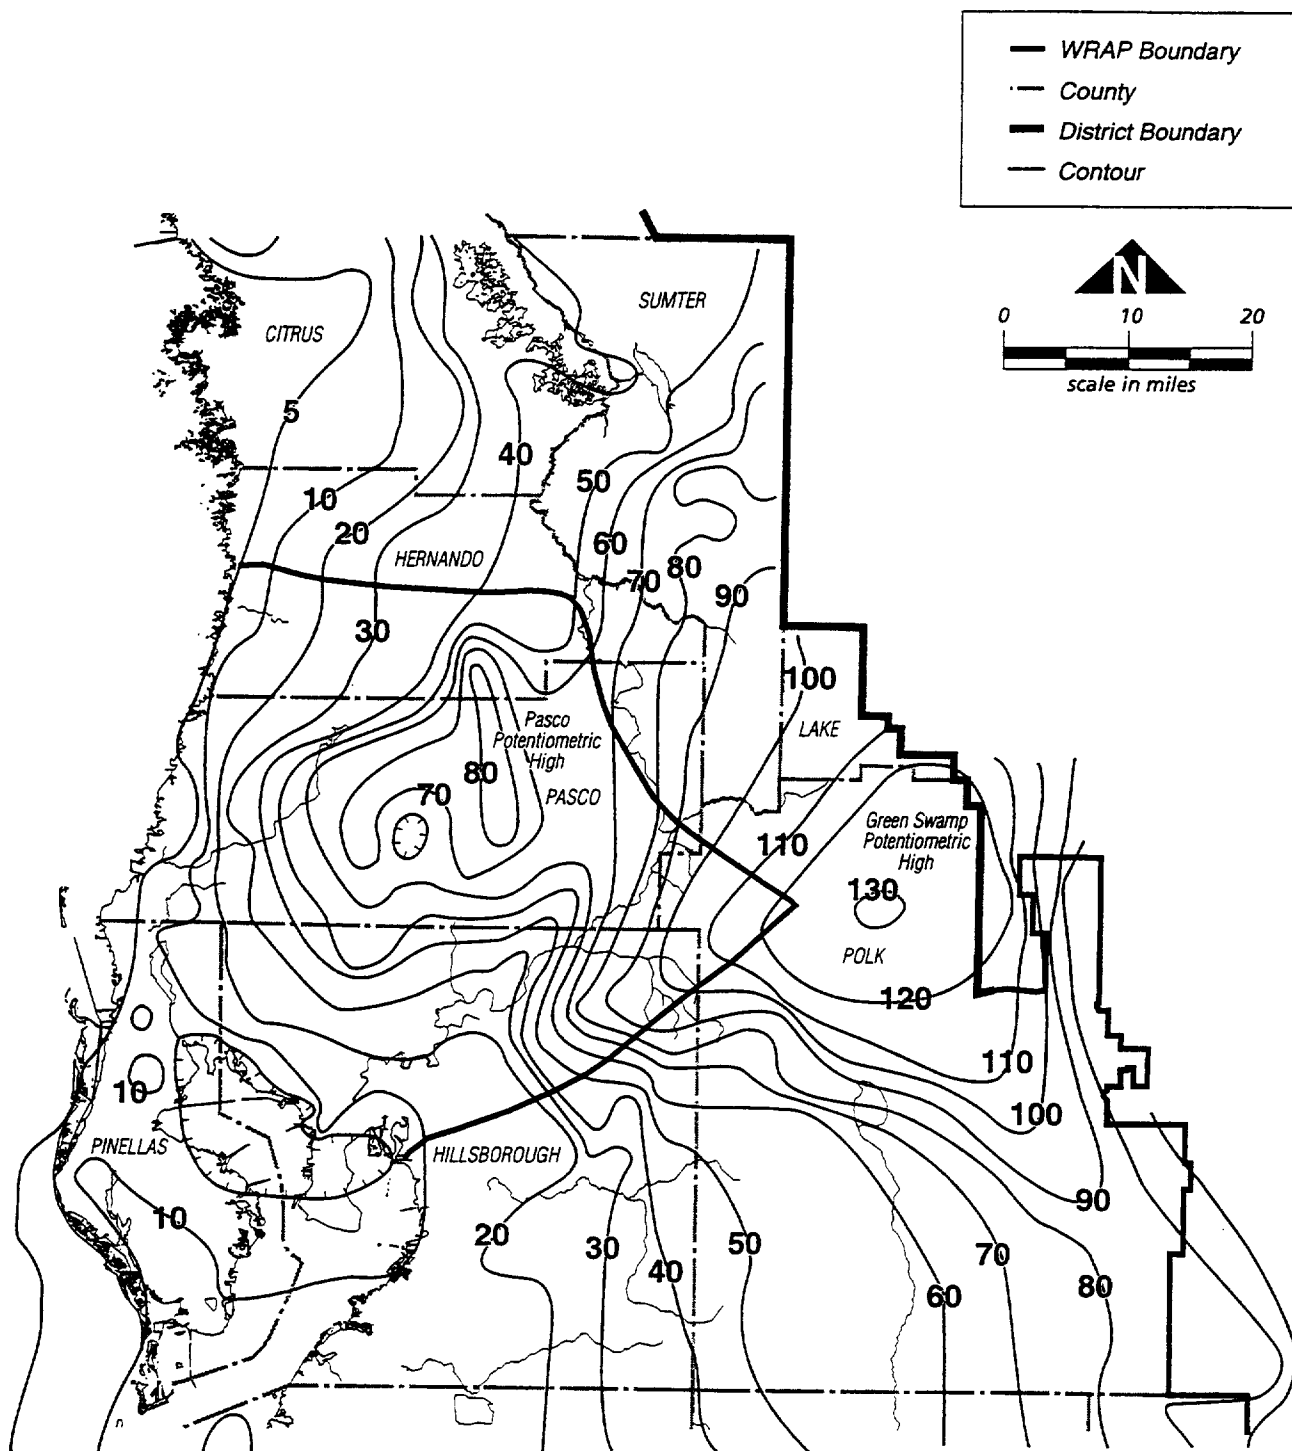 WRAP Boundary
County
District Boundary
Contour
N
0 10 20
scale in miles
SUMTER
CITRUS
5
40
50
10
20
60
HERNANDO
70
80
90
30
100
Pasco
Potentiometric
High
LAKE
80
70
PASCO
Green Swamp
Potentiometric
High
110
130
POLK
120
110
10
100
PINELLAS
HILLSBOROUGH
90
10
20
30
50
70
40
80
60